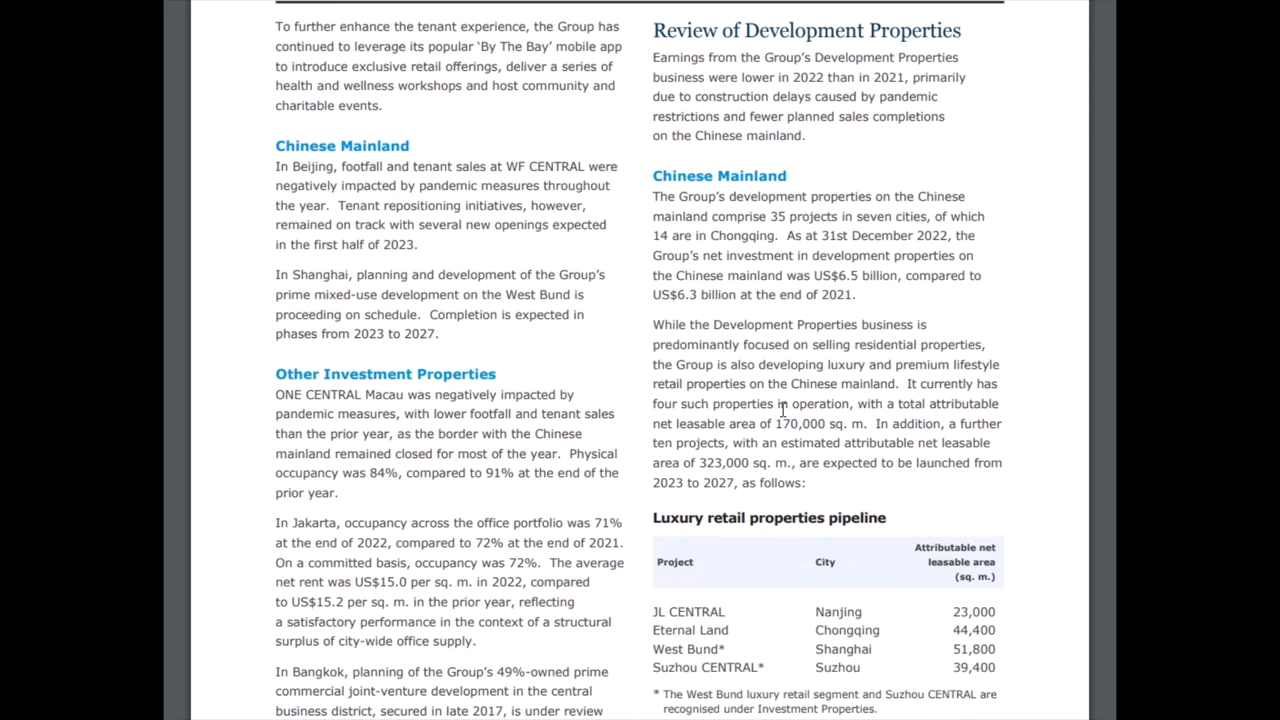 To further enhance the tenant experience, the Group has
continued to leverage its popular ‘By The Bay’ mobile app
to introduce exclusive retail offerings, deliver a series of
health and wellness workshops and host community and
charitable events.
Chinese Mainland
In Beijing, footfall and tenant sales at WF CENTRAL were
negatively impacted by pandemic measures throughout
the year.  Tenant repositioning initiatives, however,
remained on track with several new openings expected
in the first half of 2023.
In Shanghai, planning and development of the Group’s
prime mixed-use development on the West Bund is
proceeding on schedule.  Completion is expected in
phases from 2023 to 2027.
Other Investment Properties
ONE CENTRAL Macau was negatively impacted by
pandemic measures, with lower footfall and tenant sales
than the prior year, as the border with the Chinese
mainland remained closed for most of the year.  Physical
occupancy was 84%, compared to 91% at the end of the
prior year.
In Jakarta, occupancy across the office portfolio was 71%
at the end of 2022, compared to 72% at the end of 2021.
On a committed basis, occupancy was 72%.  The average
net rent was US$15.0 per sq. m. in 2022, compared
to US$15.2 per sq. m. in the prior year, reflecting
a satisfactory performance in the context of a structural
surplus of city-wide office supply.
In Bangkok, planning of the Group’s 49%-owned prime
commercial joint-venture development in the central
business district, secured in late 2017, is under review
Review of Development Properties
Earnings from the Group’s Development Properties
business were lower in 2022 than in 2021, primarily
due to construction delays caused by pandemic
restrictions and fewer planned sales completions
on the Chinese mainland.
Chinese Mainland
The Group’s development properties on the Chinese
mainland comprise 35 projects in seven cities, of which
14 are in Chongqing.  As at 31st December 2022, the
Group’s net investment in development properties on
the Chinese mainland was US$6.5 billion, compared to
US$6.3 billion at the end of 2021.
While the Development Properties business is
predominantly focused on selling residential properties,
the Group is also developing luxury and premium lifestyle
retail properties on the Chinese mainland.  It currently has
four such properties in operation, with a total attributable
net leasable area of 170,000 sq. m.  In addition, a further
ten projects, with an estimated attributable net leasable
area of 323,000 sq. m., are expected to be launched from
2023 to 2027, as follows:
Luxury retail properties pipeline
Project City Attributable net
leasable area
(sq. m.)
JL CENTRAL Nanjing 23,000
Eternal Land Chongqing 44,400
West Bund* Shanghai 51,800
Suzhou CENTRAL* Suzhou 39,400
* The West Bund luxury retail segment and Suzhou CENTRAL are
recognised under Investment Properties.